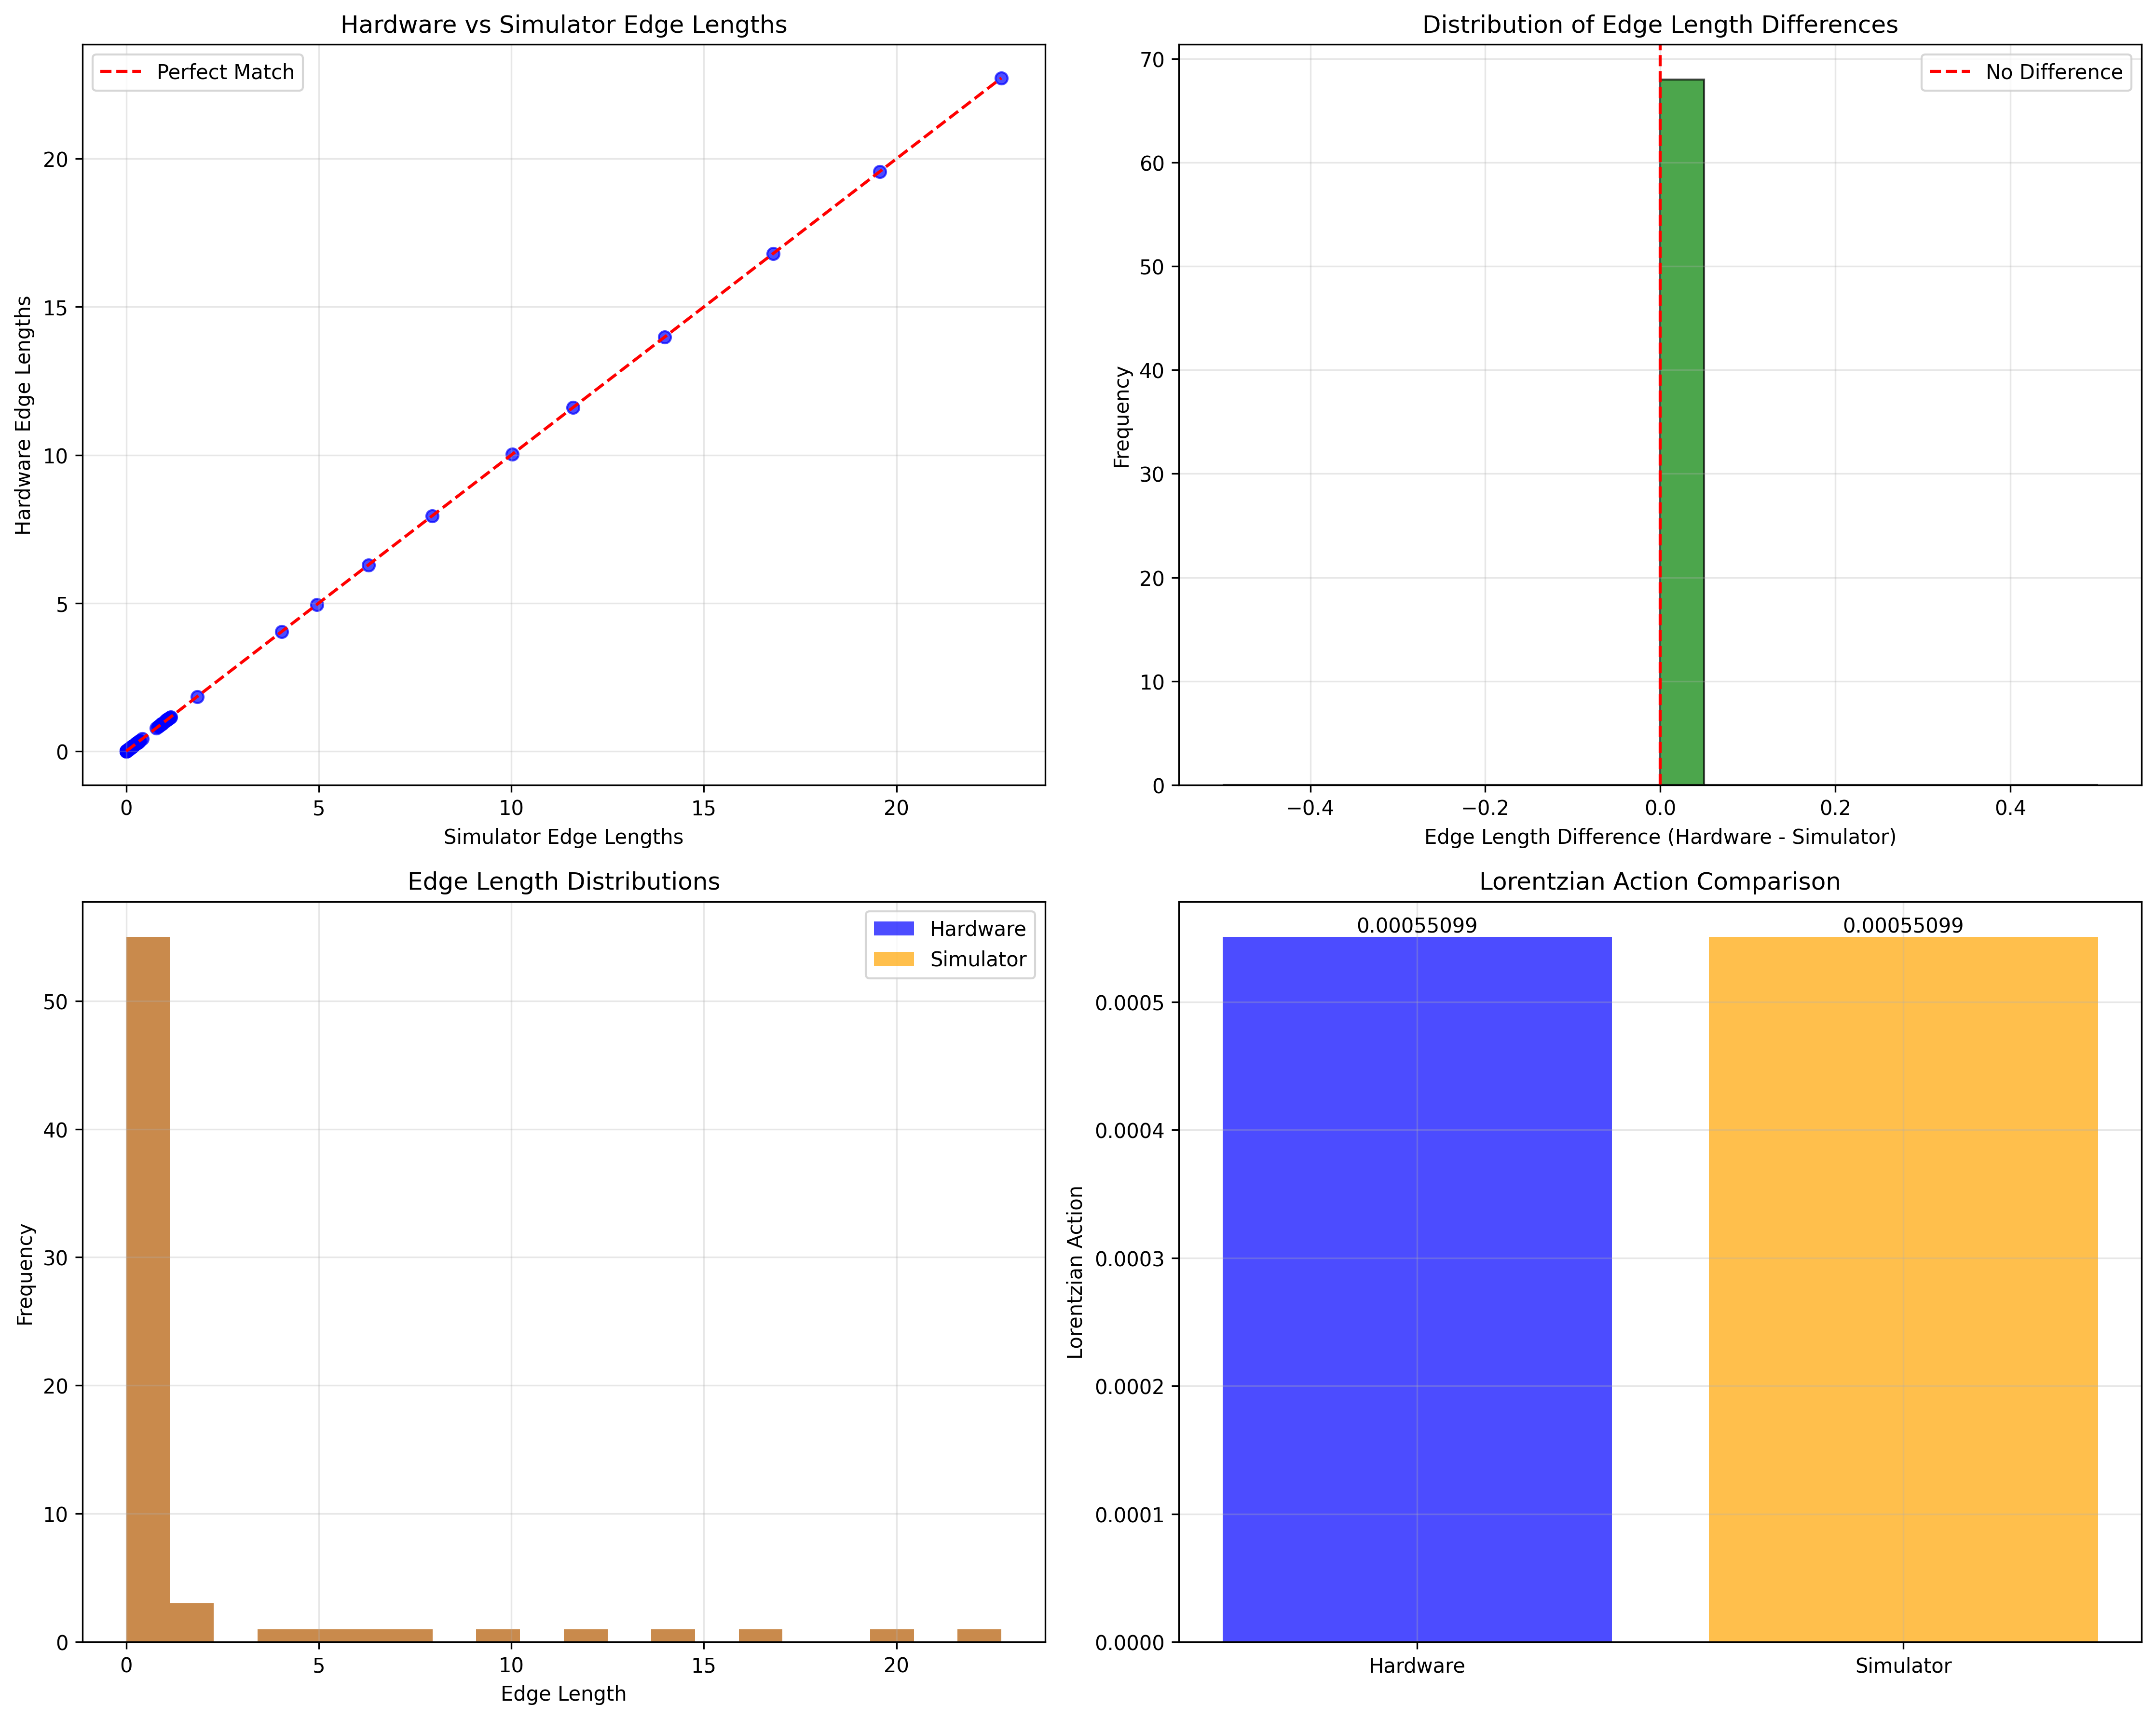 Hardware vs Simulator Edge Lengths
Perfect Match
Hardware Edge Lengths
20
15
10
5
0
0 5 10 15 20
Simulator Edge Lengths
Distribution of Edge Length Differences
No Difference
Frequency
70
60
50
40
30
20
10
0
−0.4 −0.2 0.0 0.2 0.4
Edge Length Difference (Hardware - Simulator)
Edge Length Distributions
Hardware
Simulator
Frequency
50
40
30
20
10
0
0 5 10 15 20
Edge Length
Lorentzian Action Comparison
0.00055099 0.00055099
Lorentzian Action
0.0005
0.0004
0.0003
0.0002
0.0001
0.0000
Hardware Simulator